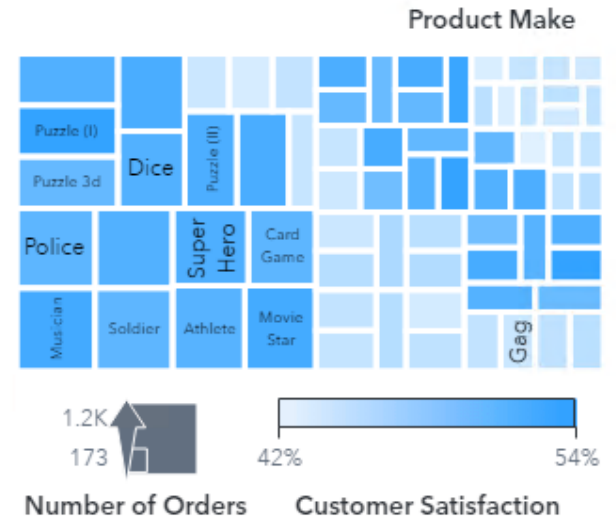 Product Make
Puzzle (I)
Puzzle 3d
Dice
Puzzle (II)
Police
Super
Hero
Card
Game
Musician
Soldier
Athlete
Movie
Star
Gag
1.2K
173
42%
54%
Number of Orders
Customer Satisfaction